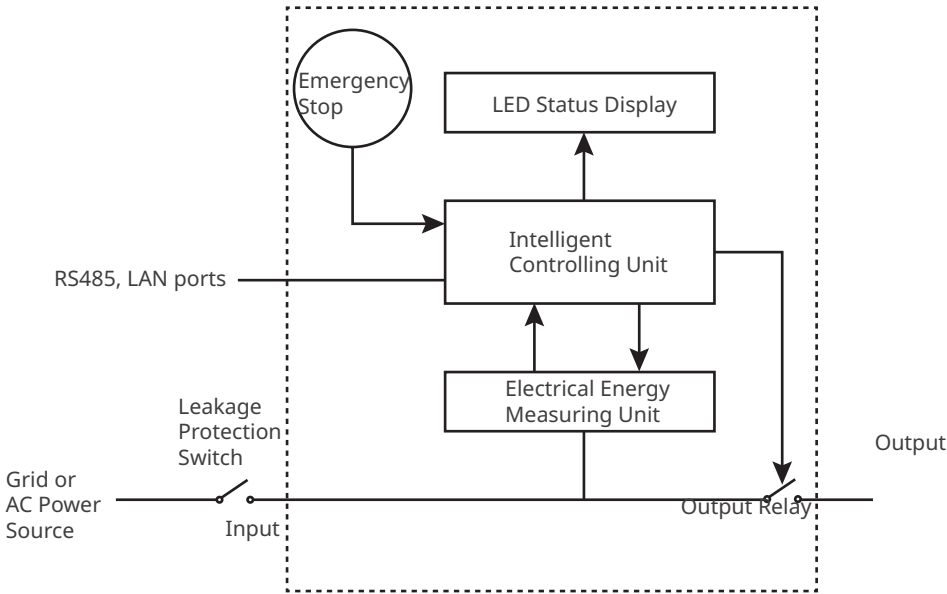 Emergency
Stop
LED Status Display
Intelligent
Controlling Unit
RS485, LAN ports
Electrical Energy
Measuring Unit
Leakage
Protection
Switch
Output
Grid or
AC Power
Source
Input
Output Relay